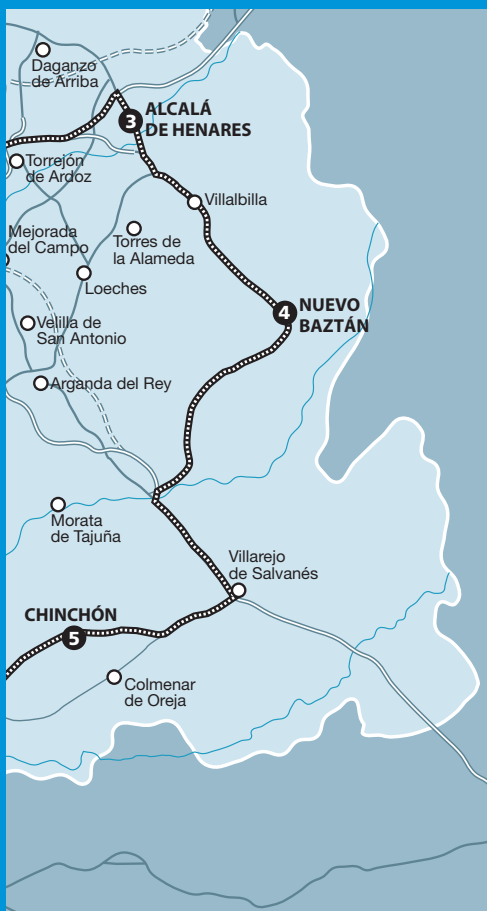 Daganzo
de Arriba
3
ALCALÁ
DE HENARES
Torrejón
de Ardoz
Villalbilla
Mejorada
del Campo
Torres de
la Alameda
Loeches
4
NUEVO
BAZTÁN
Velilla de
San Antonio
Arganda del Rey
Morata
de Tajuña
Villarejo
de Salvanés
CHINCHÓN
5
Colmenar
de Oreja